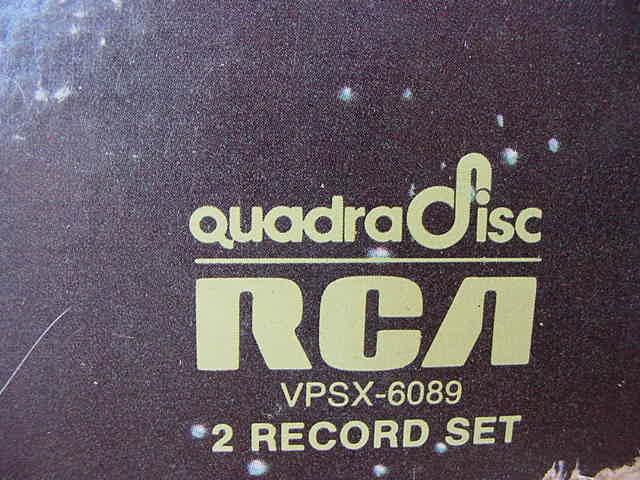 quadradisc
RCA
VPSX-6089
2 RECORD SET